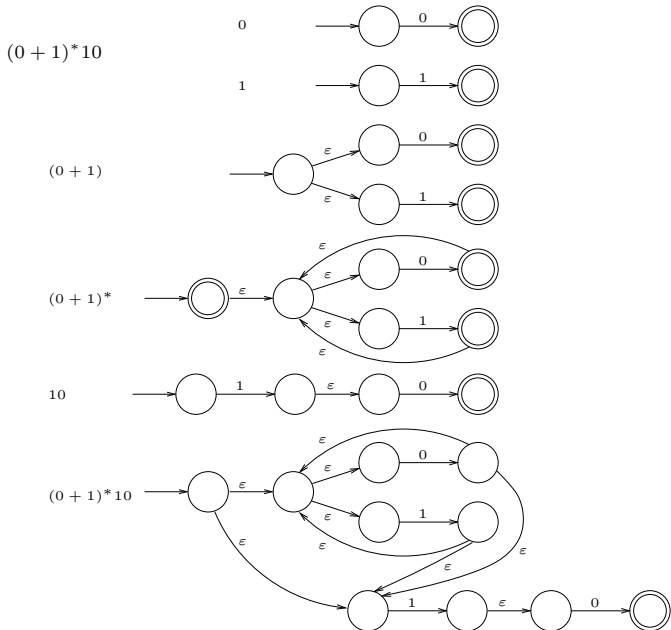 0 0
(0 + 1)*10
1 1
ε 0
(0 + 1)
ε 1
ε
ε 0
(0 + 1)* ε
ε 1
ε
10 1 ε 0
ε
ε 0
(0 + 1)*10 ε
ε 1
ε
ε ε
ε
1 ε 0